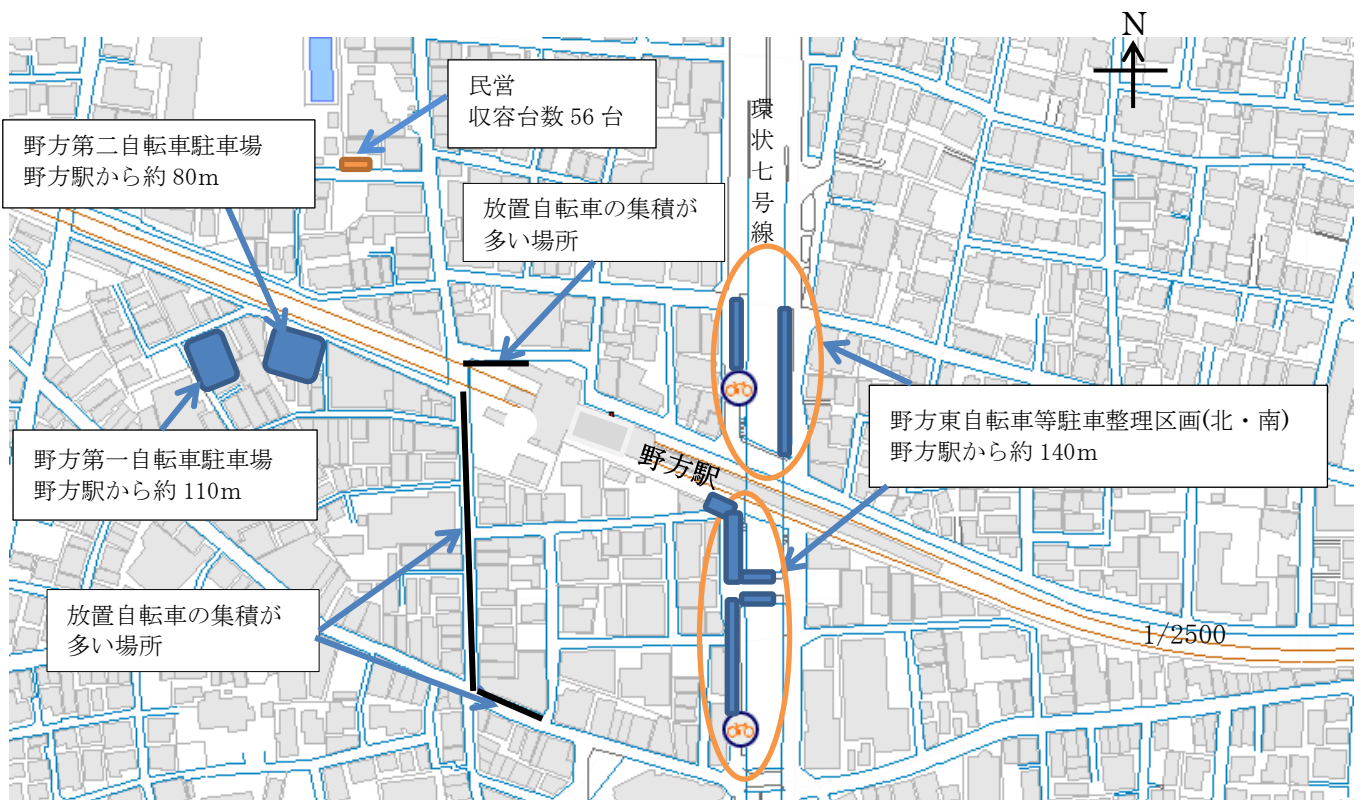 N
民営
収容台数 56 台
環状七号線
野方第二自転車駐車場
野方駅から約 80m
放置自転車の集積が
多い場所
野方東自転車等駐車整理区画(北・南)
野方駅から約 140m
野方第一自転車駐車場
野方駅から約 110m
野方駅
放置自転車の集積が
多い場所
1/2500